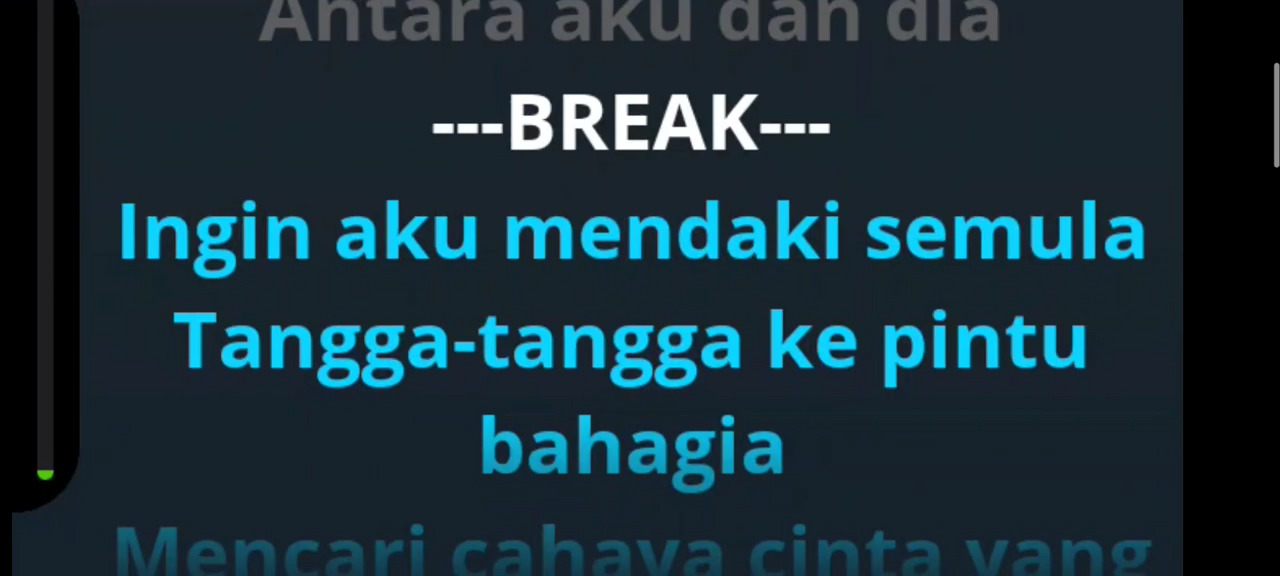 Antara aku dan dia
---BREAK---
Ingin aku mendaki semula
Tangga-tangga ke pintu
bahagia
Mencari cahaya cinta yang